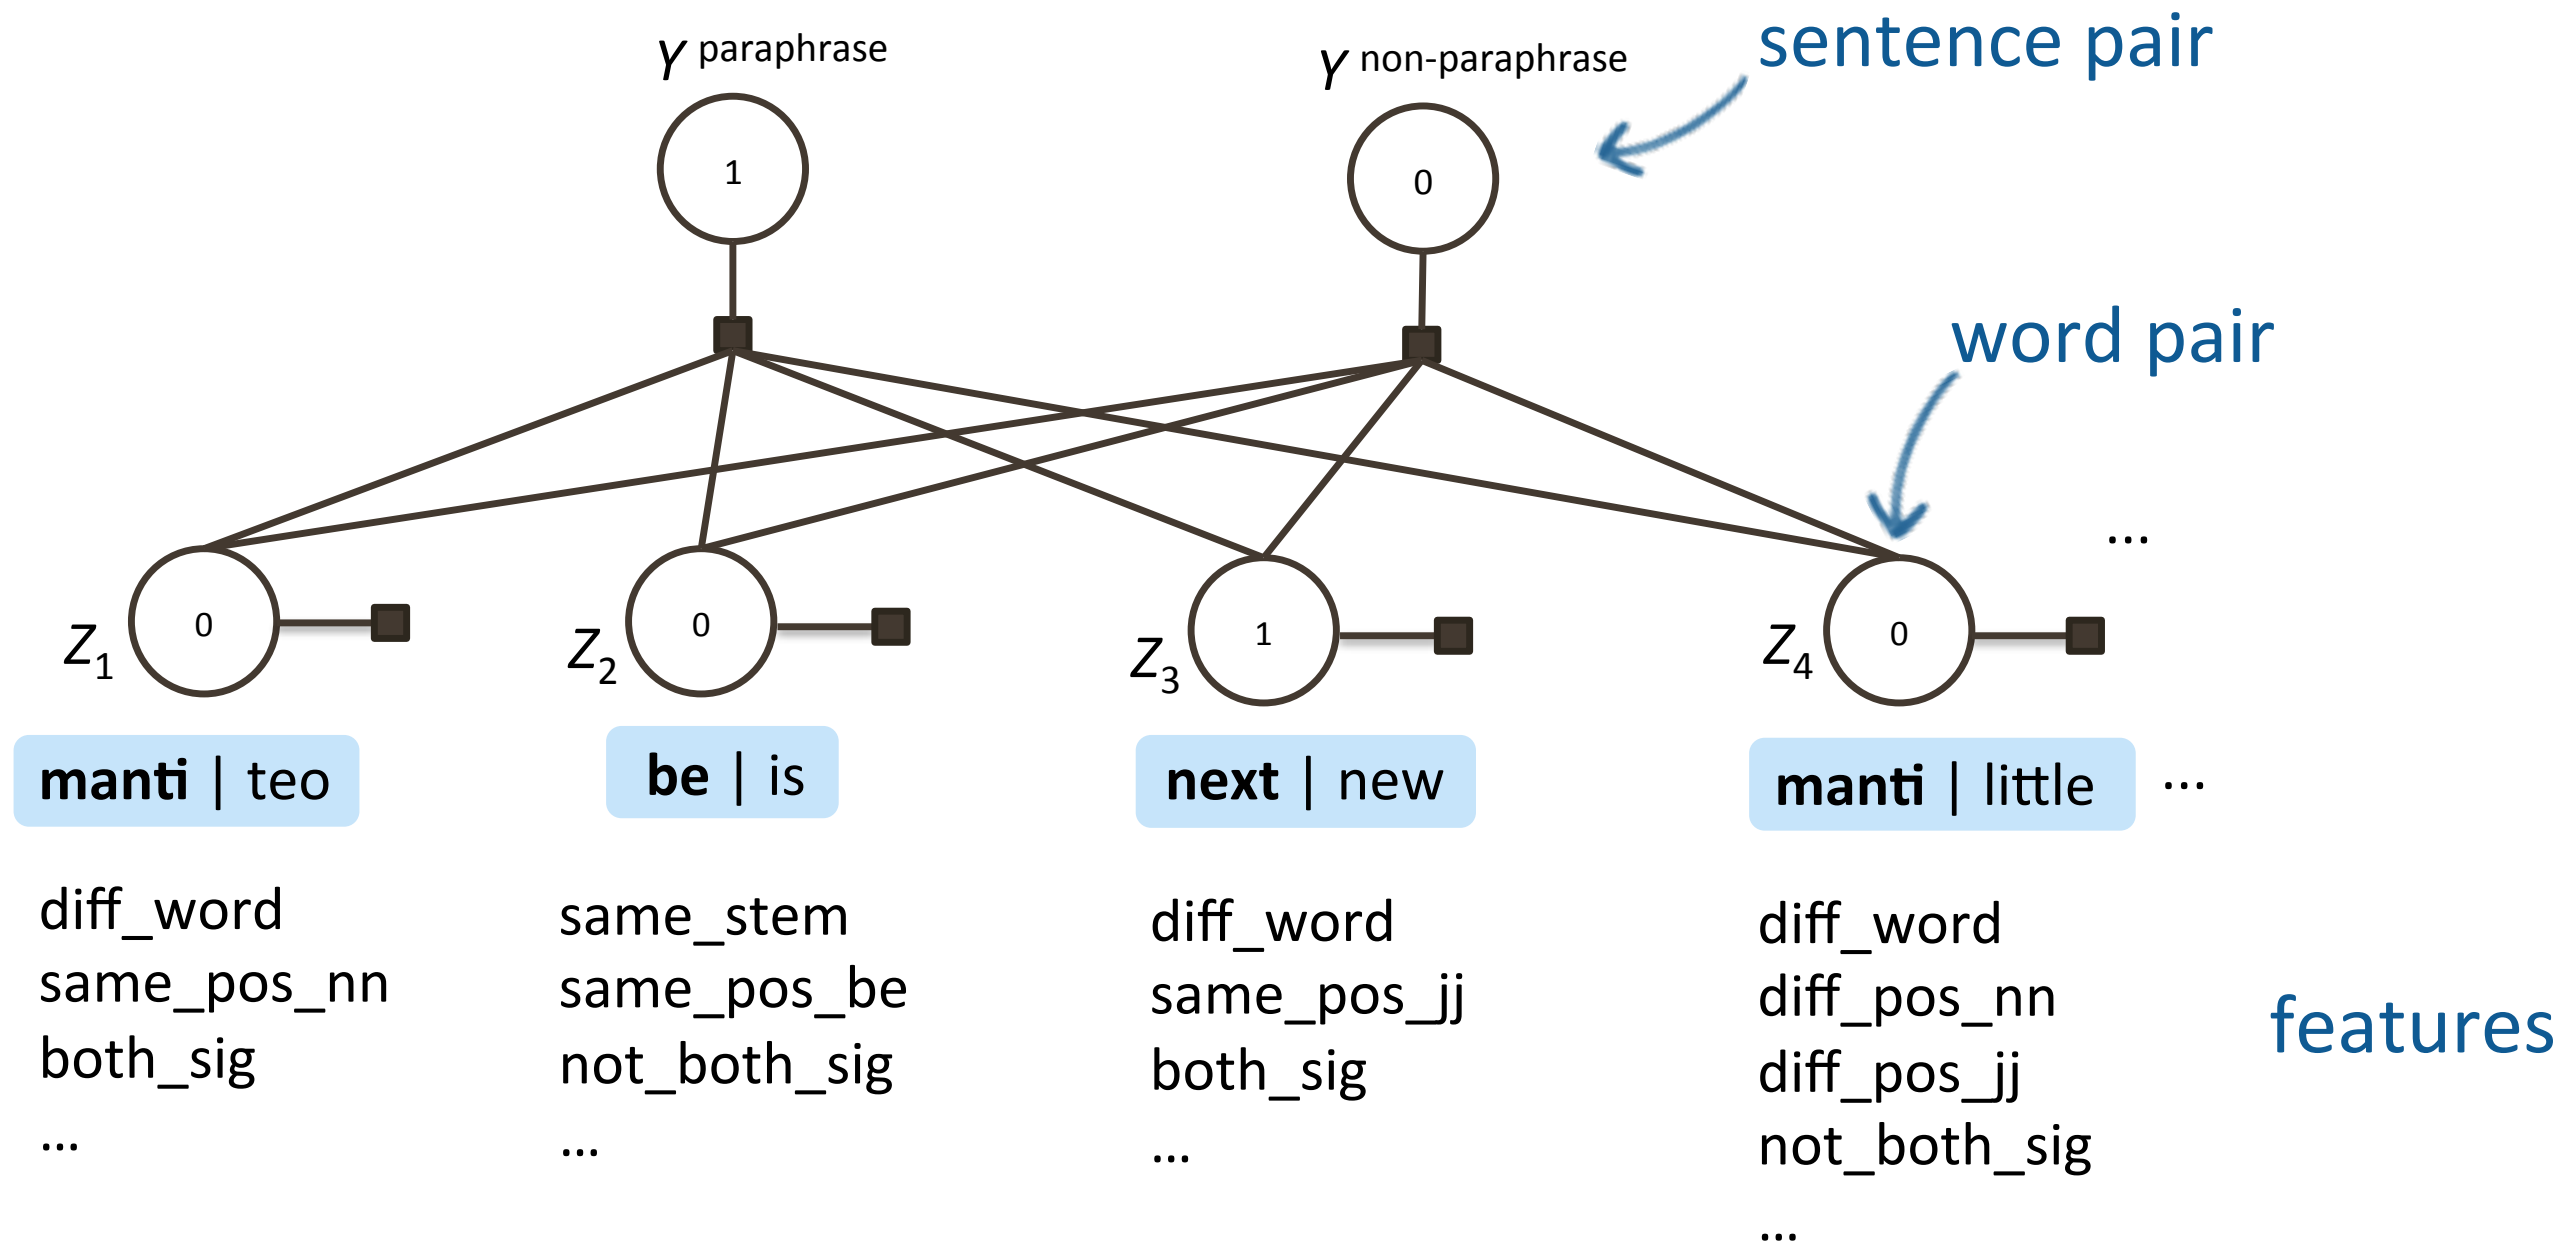 Y paraphrase
Y non-paraphrase
sentence pair
1
0
word pair
...
Z1
0
Z2
0
Z3
1
Z4
0
manti | teo
be | is
next | new
manti | little
...
diff_word
same_pos_nn
both_sig
...
same_stem
same_pos_be
not_both_sig
...
diff_word
same_pos_jj
both_sig
...
diff_word
diff_pos_nn
diff_pos_jj
not_both_sig
...
features